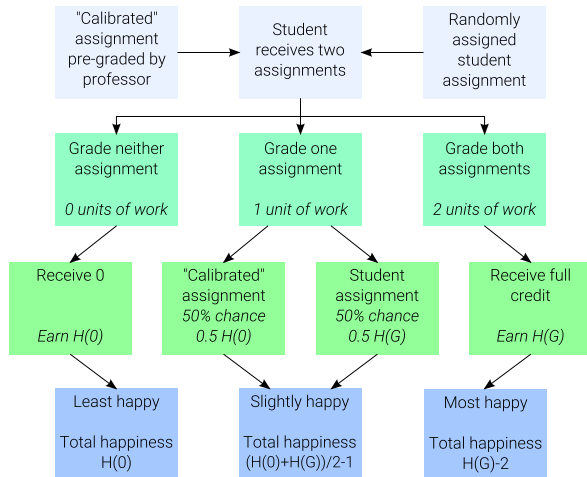 "Calibrated"
assignment
pre-graded by
professor
Student
receives two
assignments
Randomly
assigned
student
assignment
Grade neither
assignment
0 units of work
Grade one
assignment
1 unit of work
Grade both
assignments
2 units of work
Receive 0
Earn H(0)
"Calibrated"
assignment
50% chance
0.5 H(0)
Student
assignment
50% chance
0.5 H(G)
Receive full
credit
Earn H(G)
Least happy
Total happiness
H(0)
Slightly happy
Total happiness
(H(0)+H(G))/2-1
Most happy
Total happiness
H(G)-2